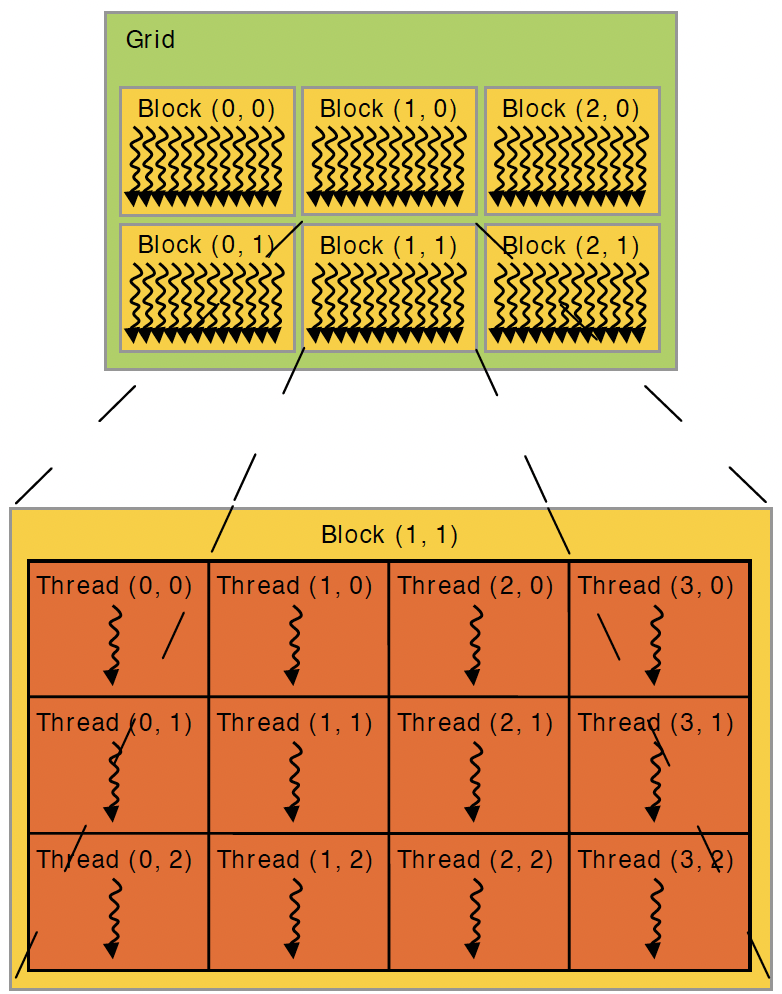 Grid
Block (0, 0) Block (1, 0) Block (2, 0)
Block (0, 1) Block (1, 1) Block (2, 1)
Block (1, 1)
Thread (0, 0) Thread (1, 0) Thread (2, 0) Thread (3, 0)
Thread (0, 1) Thread (1, 1) Thread (2, 1) Thread (3, 1)
Thread (0, 2) Thread (1, 2) Thread (2, 2) Thread (3, 2)